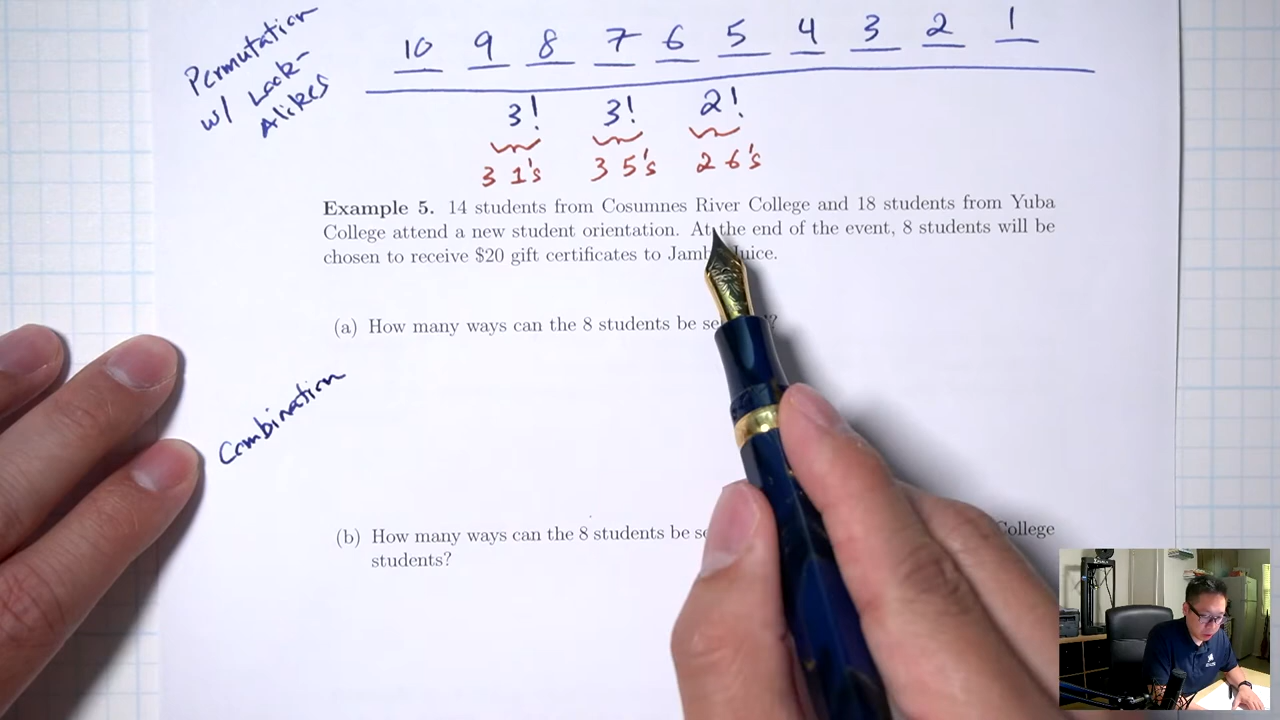 Permutation
w/ Look-
Alikes
10 9 8 7 6 5 4 3 2 1
3! 3! 2!
3 1's 3 5's 2 6's
Example 5. 14 students from Cosumnes River College and 18 students from Yuba
College attend a new student orientation. At the end of the event, 8 students will be
chosen to receive $20 gift certificates to Jamba Juice.
(a) How many ways can the 8 students be se
Combination
(b) How many ways can the 8 students be se College
students?